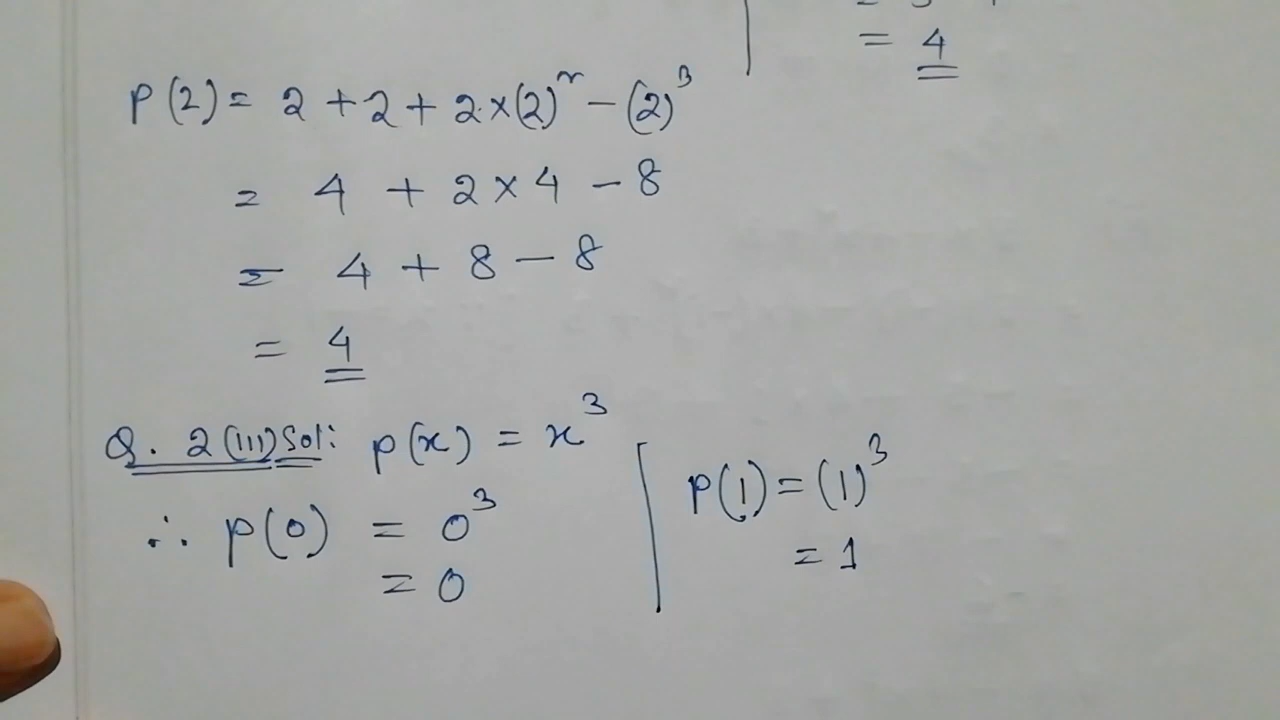 = 4
P(2) = 2 + 2 + 2×(2)² − (2)³
= 4 + 2 × 4 − 8
= 4 + 8 − 8
= 4
Q. 2 (III) Sol: p(x) = x³
∴ p(0) = 0³
= 0
P(1) = (1)³
= 1